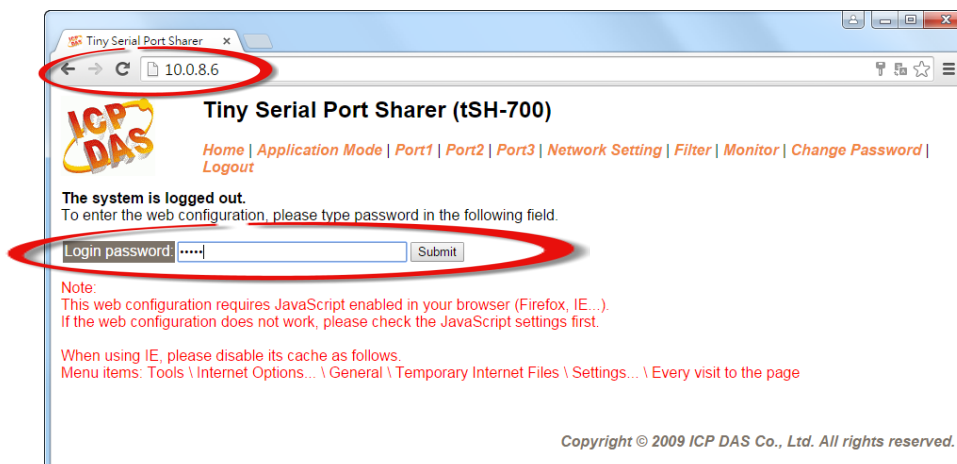 Tiny Serial Port Sharer
10.0.8.6
ICP
DAS
Tiny Serial Port Sharer (tSH-700)
Home | Application Mode | Port1 | Port2 | Port3 | Network Setting | Filter | Monitor | Change Password |
Logout
The system is logged out.
To enter the web configuration, please type password in the following field.
Login password: ••••• Submit
Note:
This web configuration requires JavaScript enabled in your browser (Firefox, IE...).
If the web configuration does not work, please check the JavaScript settings first.
When using IE, please disable its cache as follows.
Menu items: Tools \ Internet Options... \ General \ Temporary Internet Files \ Settings... \ Every visit to the page
Copyright © 2009 ICP DAS Co., Ltd. All rights reserved.